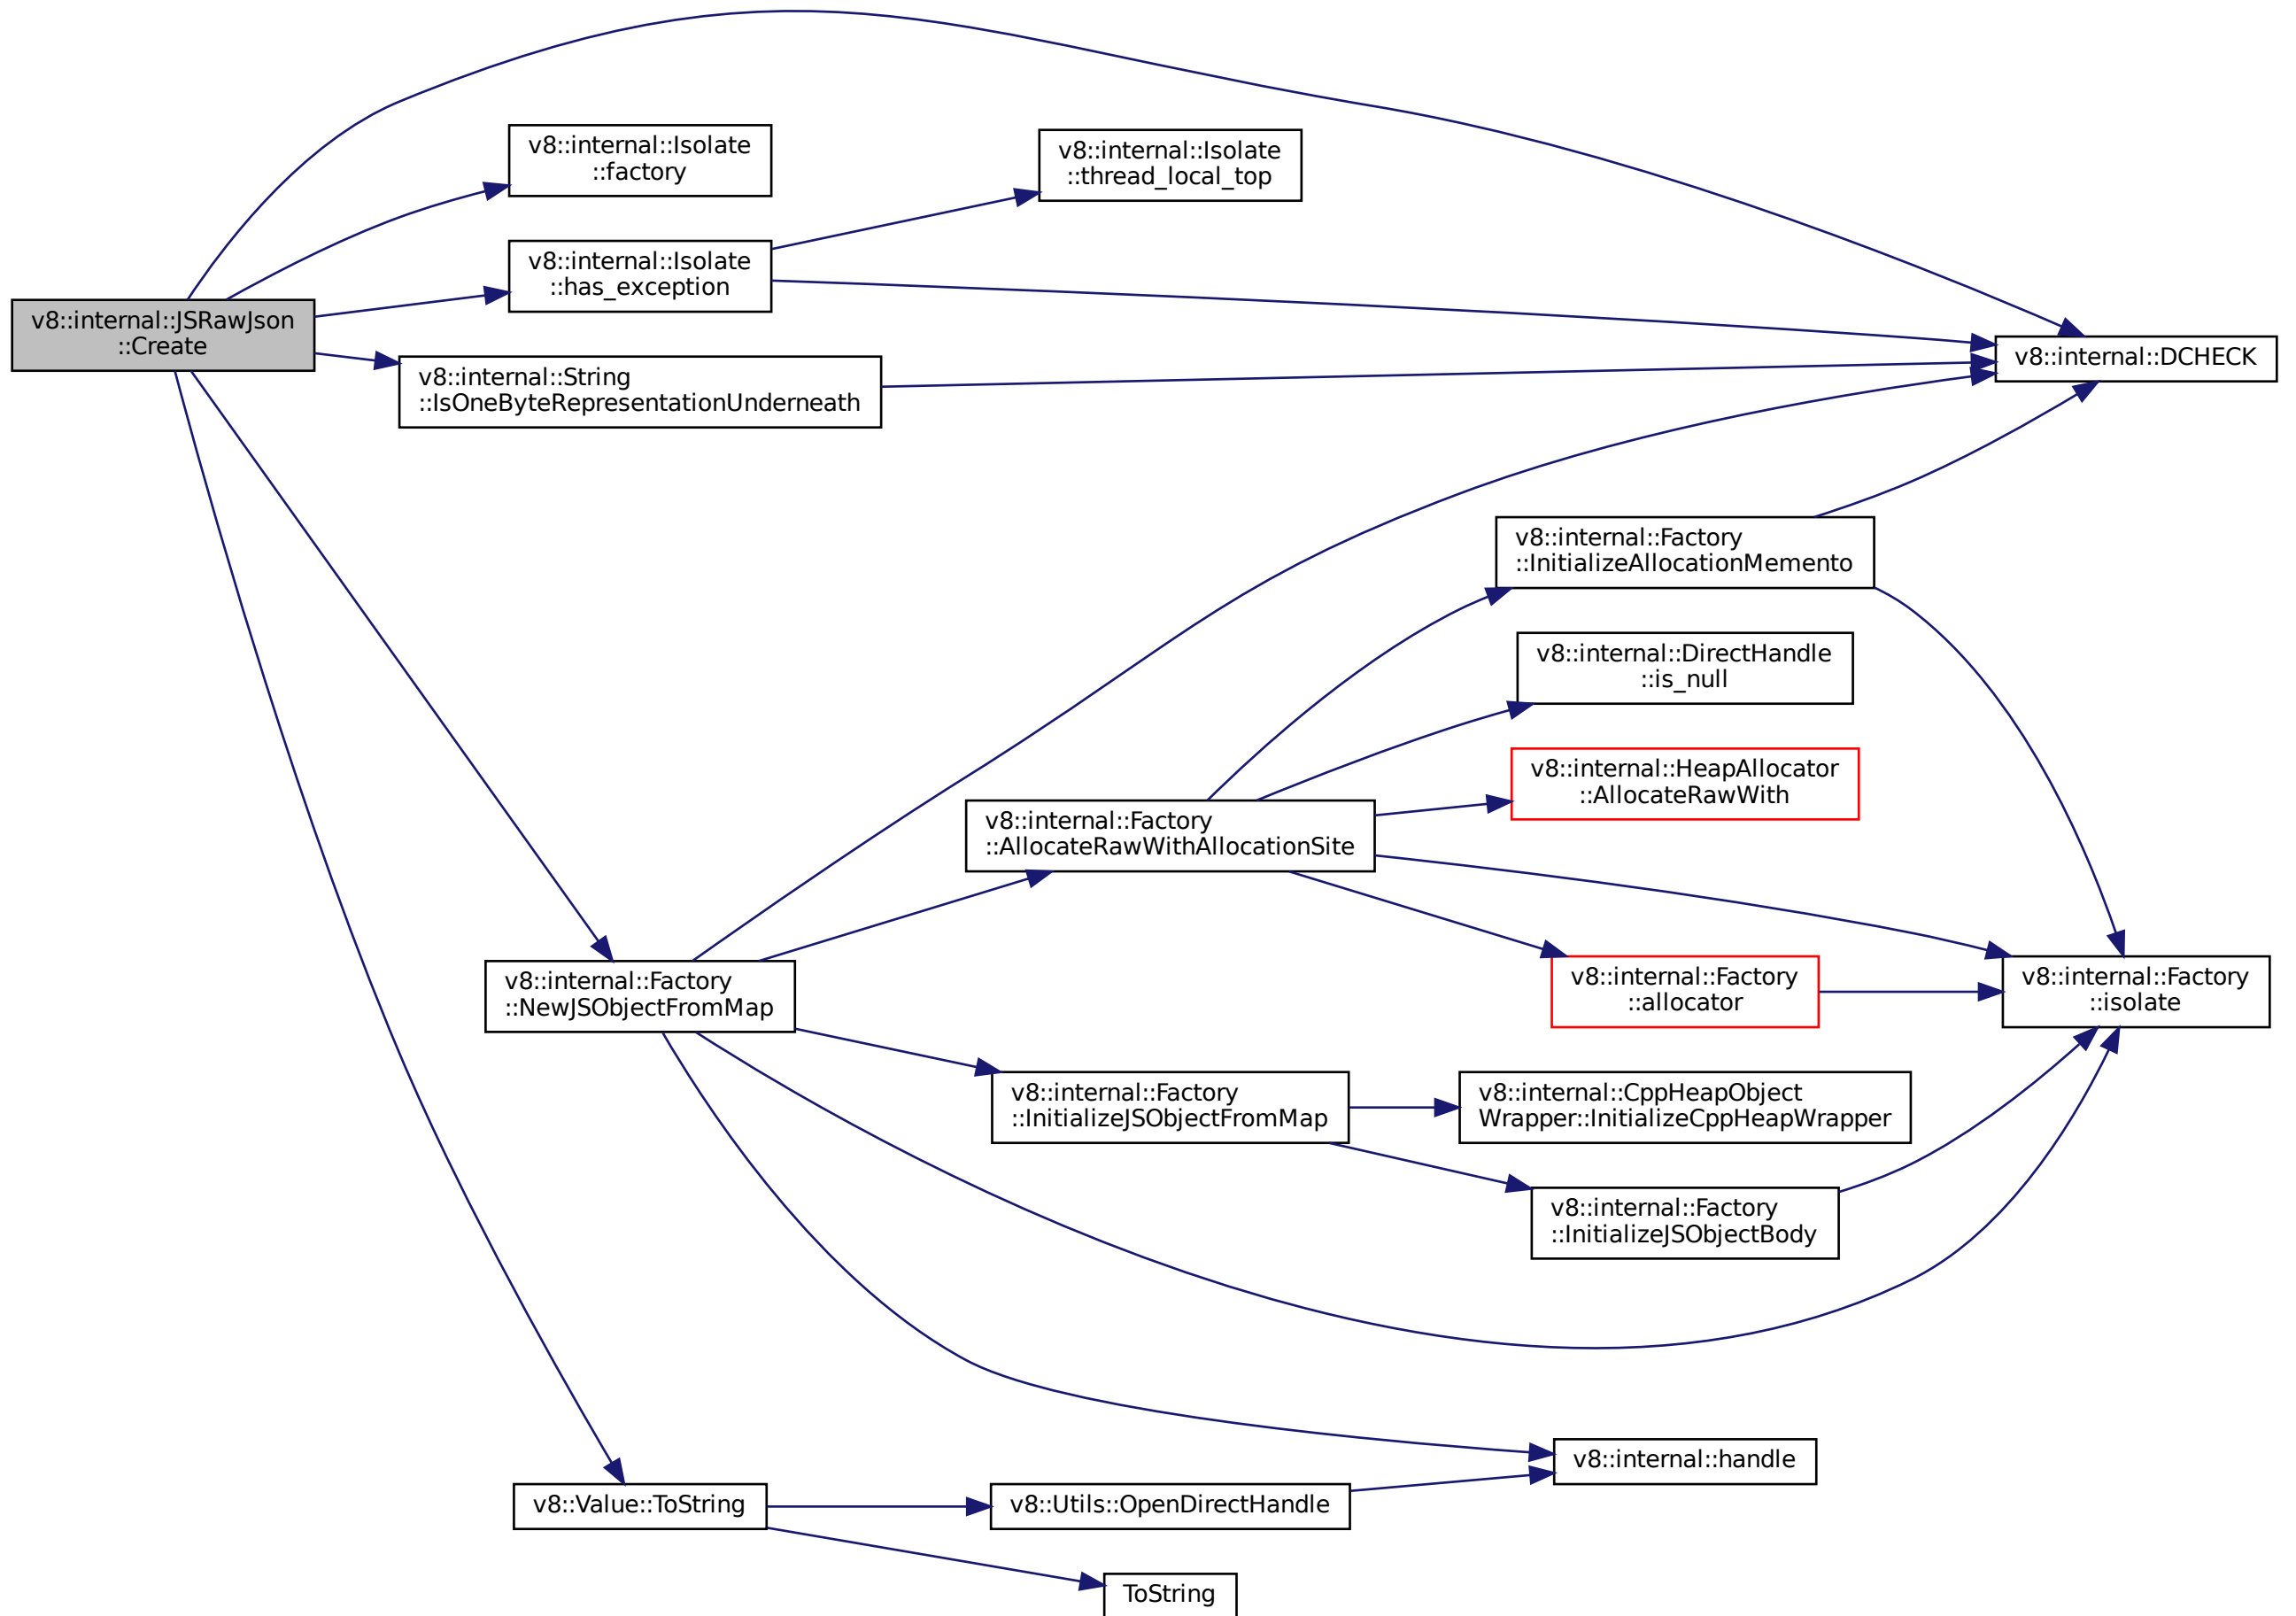 v8::internal::JSRawJson
::Create
v8::internal::Isolate
::factory
v8::internal::Isolate
::has_exception
v8::internal::Isolate
::thread_local_top
v8::internal::String
::IsOneByteRepresentationUnderneath
v8::internal::DCHECK
v8::internal::Factory
::InitializeAllocationMemento
v8::internal::DirectHandle
::is_null
v8::internal::HeapAllocator
::AllocateRawWith
v8::internal::Factory
::AllocateRawWithAllocationSite
v8::internal::Factory
::allocator
v8::internal::Factory
::isolate
v8::internal::Factory
::NewJSObjectFromMap
v8::internal::Factory
::InitializeJSObjectFromMap
v8::internal::CppHeapObject
Wrapper::InitializeCppHeapWrapper
v8::internal::Factory
::InitializeJSObjectBody
v8::internal::handle
v8::Value::ToString
v8::Utils::OpenDirectHandle
ToString